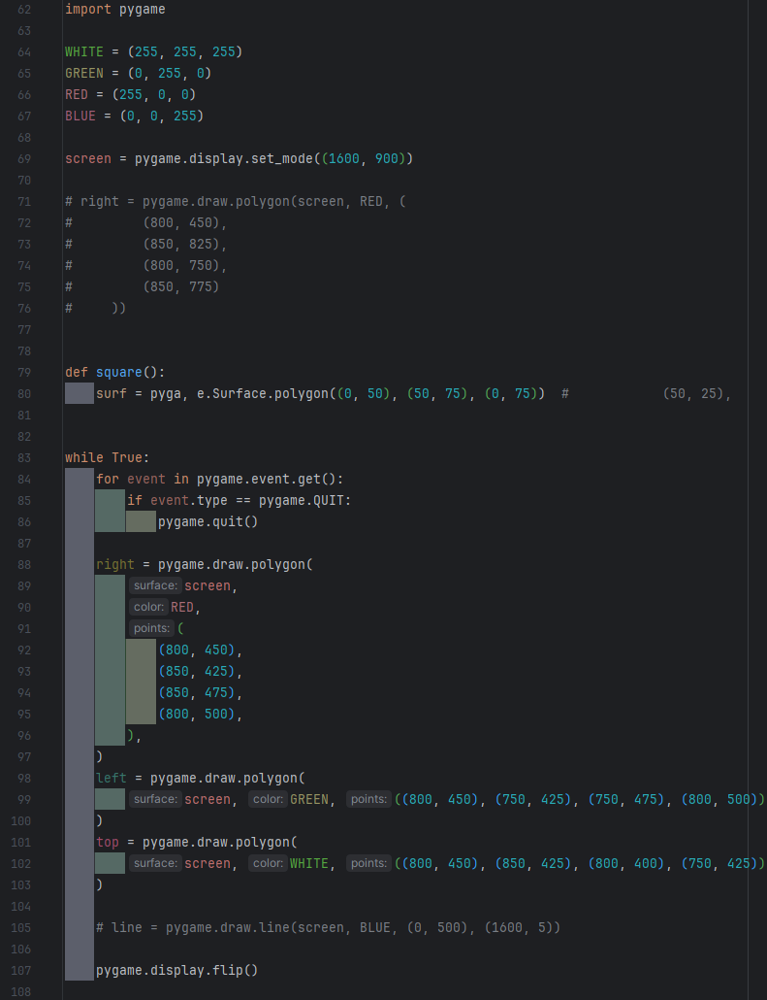 62 import pygame
63
64 WHITE = (255, 255, 255)
65 GREEN = (0, 255, 0)
66 RED = (255, 0, 0)
67 BLUE = (0, 0, 255)
68
69 screen = pygame.display.set_mode((1600, 900))
70
71 # right = pygame.draw.polygon(screen, RED, (
72 #         (800, 450),
73 #         (850, 825),
74 #         (800, 750),
75 #         (850, 775)
76 #     ))
77
78
79 def square():
80     surf = pyga, e.Surface.polygon((0, 50), (50, 75), (0, 75))  #            (50, 25),
81
82
83 while True:
84     for event in pygame.event.get():
85         if event.type == pygame.QUIT:
86             pygame.quit()
87
88     right = pygame.draw.polygon(
89         surface: screen,
90         color: RED,
91         points: (
92             (800, 450),
93             (850, 425),
94             (850, 475),
95             (800, 500),
96         ),
97     )
98     left = pygame.draw.polygon(
99         surface: screen, color: GREEN, points: ((800, 450), (750, 425), (750, 475), (800, 500))
100     )
101     top = pygame.draw.polygon(
102         surface: screen, color: WHITE, points: ((800, 450), (850, 425), (800, 400), (750, 425))
103     )
104
105     # line = pygame.draw.line(screen, BLUE, (0, 500), (1600, 5))
106
107     pygame.display.flip()
108